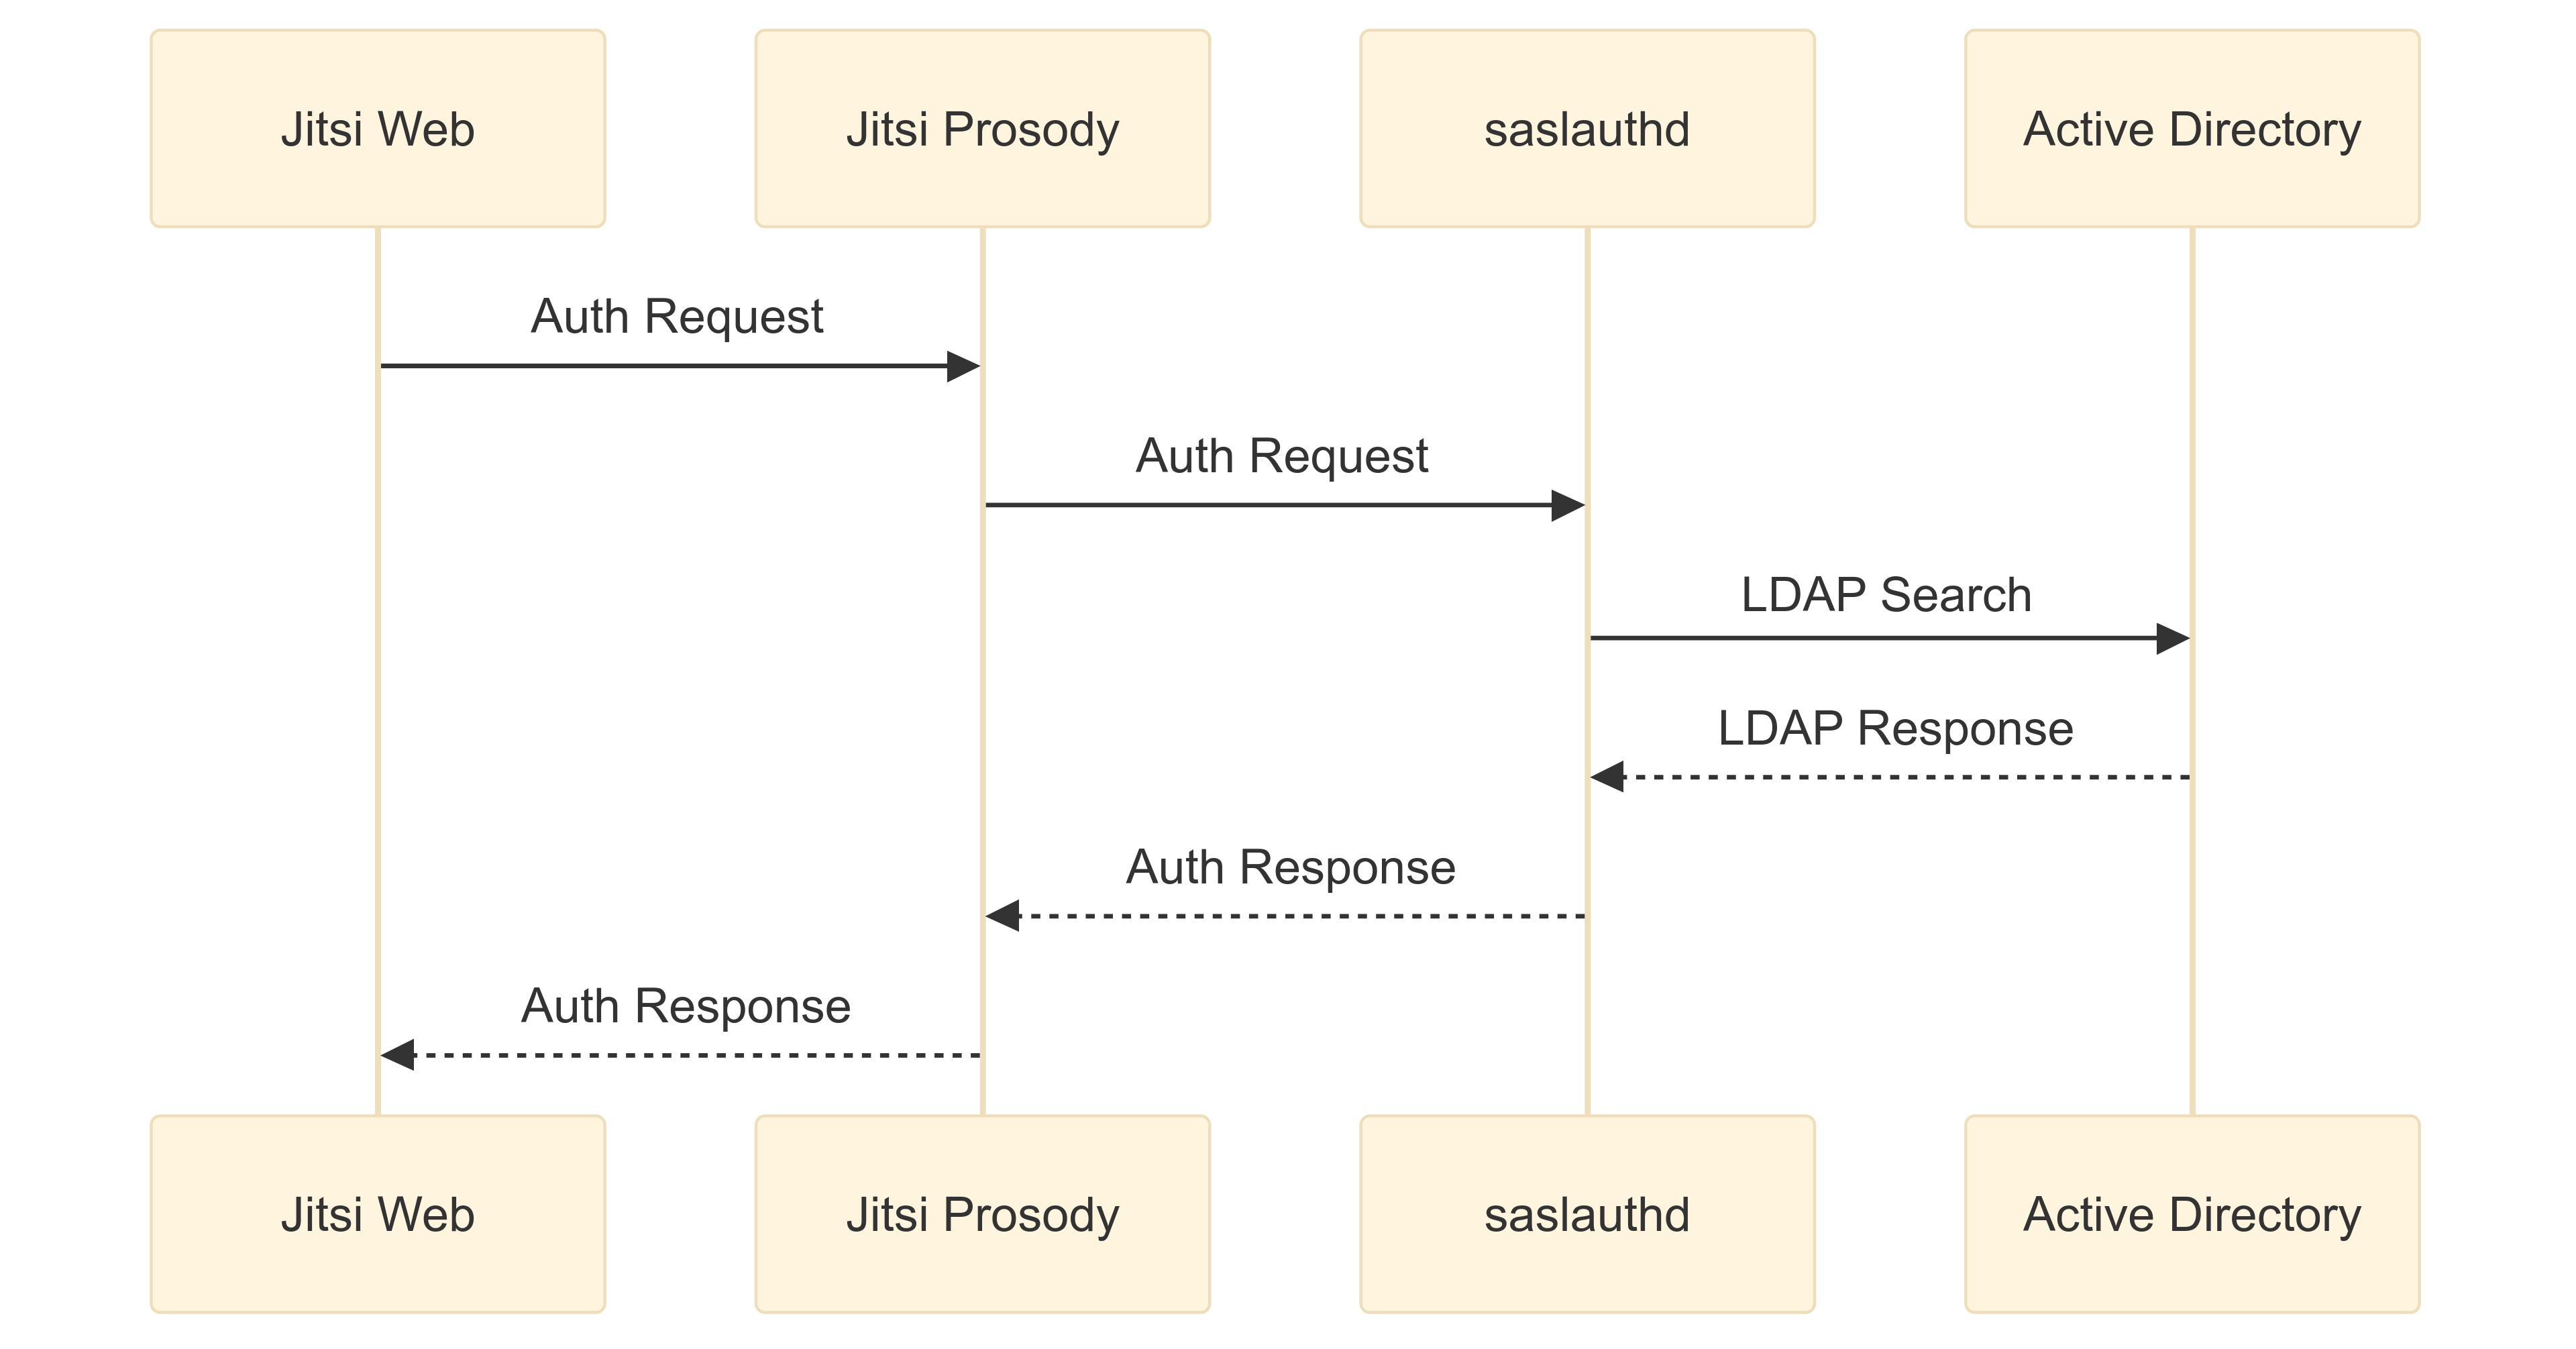 Jitsi Web
Jitsi Prosody
saslauthd
Active Directory
Auth Request
Auth Request
LDAP Search
LDAP Response
Auth Response
Auth Response
Jitsi Web
Jitsi Prosody
saslauthd
Active Directory